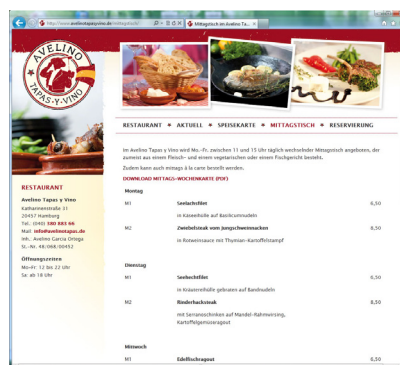 http://www.avelinotapasyvino.de/mittagstisch/
Mittagstisch im Avelino Ta...
AVELINO
TAPAS-Y-VINO
RESTAURANT * AKTUELL * SPEISEKARTE * MITTAGSTISCH * RESERVIERUNG
Im Avelino Tapas y Vino wird Mo.-Fr. zwischen 11 und 15 Uhr täglich wechselnder Mittagstisch angeboten, der
zumeist aus einem Fleisch- und einem vegetarischen oder einem Fischgericht besteht.
Zudem kann auch mittags à la carte bestellt werden.
DOWNLOAD MITTAGS-WOCHENKARTE (PDF)
RESTAURANT
Avelino Tapas y Vino
Katharinenstraße 31
20457 Hamburg
Tel.: (040) 380 883 66
Mail: info@avelinotapas.de
Inh.: Avelino Garcia Ortega
St.-Nr. 48/068/00452
Öffnungszeiten
Mo-Fr: 12 bis 22 Uhr
Sa: ab 18 Uhr
Montag
M1 Seelachsfilet 6,50
in Käseeihülle auf Basilicumnudeln
M2 Zwiebelsteak vom Jungschweinnacken 8,50
in Rotweinsauce mit Thymian-Kartoffelstampf
Dienstag
M1 Seehechtfilet 6,50
in Kräutereihülle gebraten auf Bandnudeln
M2 Rinderhacksteak 8,50
mit Serranoschinken auf Mandel-Rahmwirsing,
Kartoffelgemüseragout
Mittwoch
M1 Edelfischragout 8,50